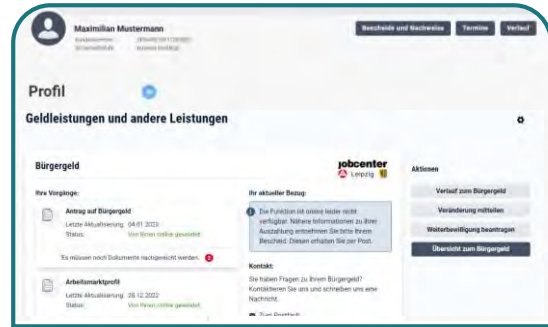 Maximilian Mustermann
Bescheide und Nachweise
Termine
Verlauf
Profil
Geldleistungen und andere Leistungen
Bürgergeld
jobcenter
Leipzig
Aktionen
Ihre Vorgänge:
Antrag auf Bürgergeld
Letzte Aktualisierung: 04.01.2023
Status: Von Ihnen online gesendet
Es müssen noch Dokumente nachgereicht werden.
Arbeitsmarktprofil
Letzte Aktualisierung: 28.12.2022
Status: Von Ihnen online gesendet
Ihr aktueller Bezug:
Die Funktion ist online leider nicht
verfügbar. Nähere Informationen zu Ihrer
Auszahlung entnehmen Sie bitte Ihrem
Bescheid. Diesen erhalten Sie per Post.
Kontakt:
Sie haben Fragen zu Ihrem Bürgergeld?
Kontaktieren Sie uns und schreiben uns eine
Nachricht.
Zum Postfach
Verlauf zum Bürgergeld
Veränderung mitteilen
Weiterbewilligung beantragen
Übersicht zum Bürgergeld